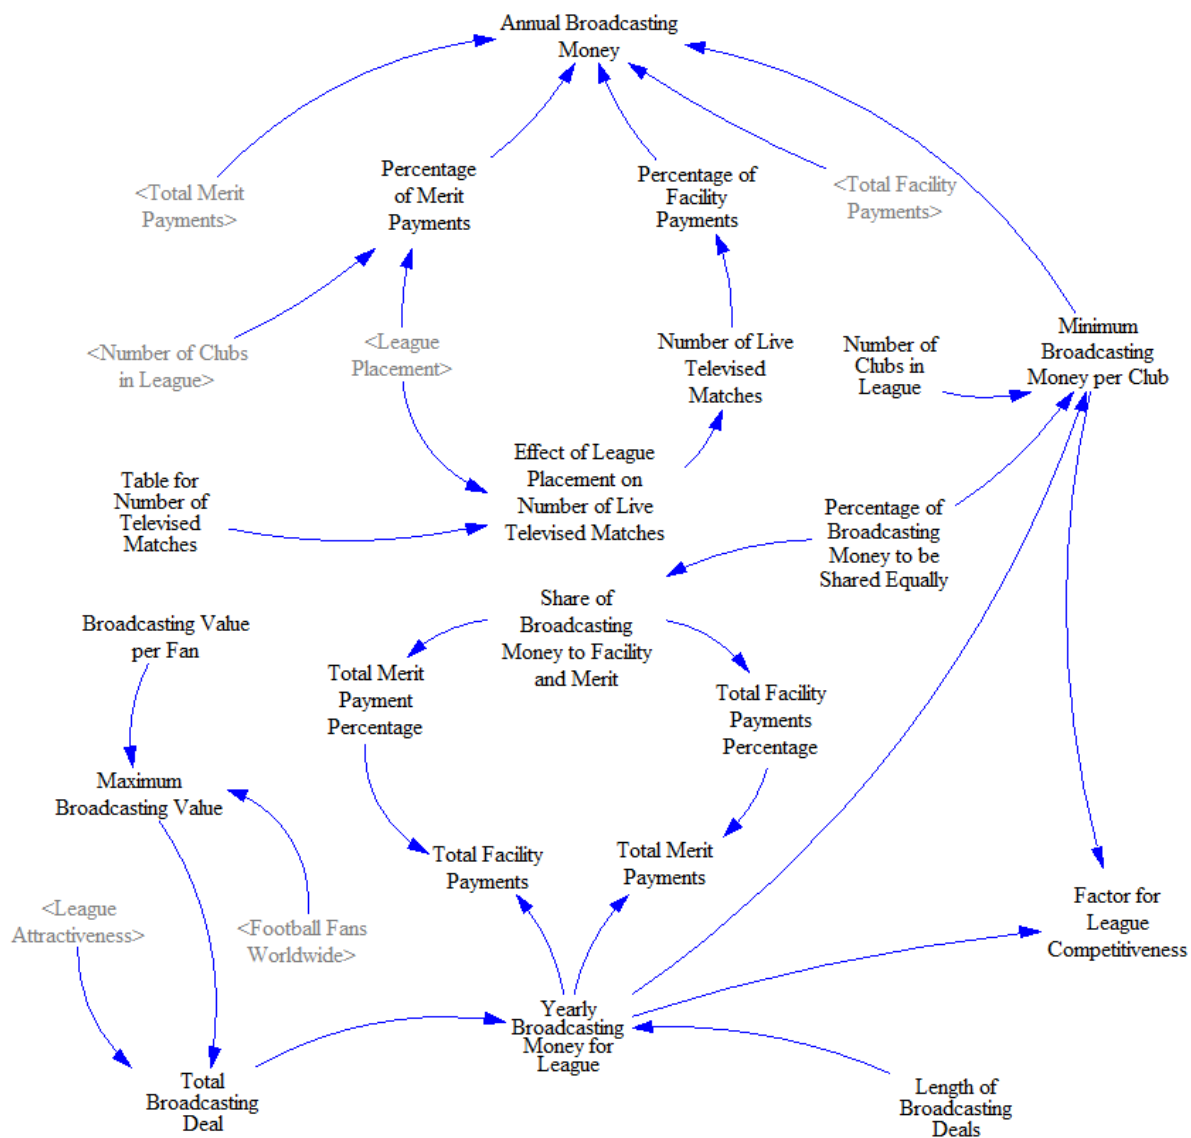 Annual Broadcasting
Money
<Total Merit
Payments>
Percentage
of Merit
Payments
Percentage of
Facility
Payments
<Total Facility
Payments>
<Number of Clubs
in League>
<League
Placement>
Number of Live
Televised
Matches
Number of
Clubs in
League
Minimum
Broadcasting
Money per Club
Table for
Number of
Televised
Matches
Effect of League
Placement on
Number of Live
Televised Matches
Percentage of
Broadcasting
Money to be
Shared Equally
Broadcasting Value
per Fan
Share of
Broadcasting
Money to Facility
and Merit
Total Merit
Payment
Percentage
Total Facility
Payments
Percentage
Maximum
Broadcasting Value
Total Facility
Payments
Total Merit
Payments
<League
Attractiveness>
<Football Fans
Worldwide>
Factor for
League
Competitiveness
Yearly
Broadcasting
Money for
League
Total
Broadcasting
Deal
Length of
Broadcasting
Deals